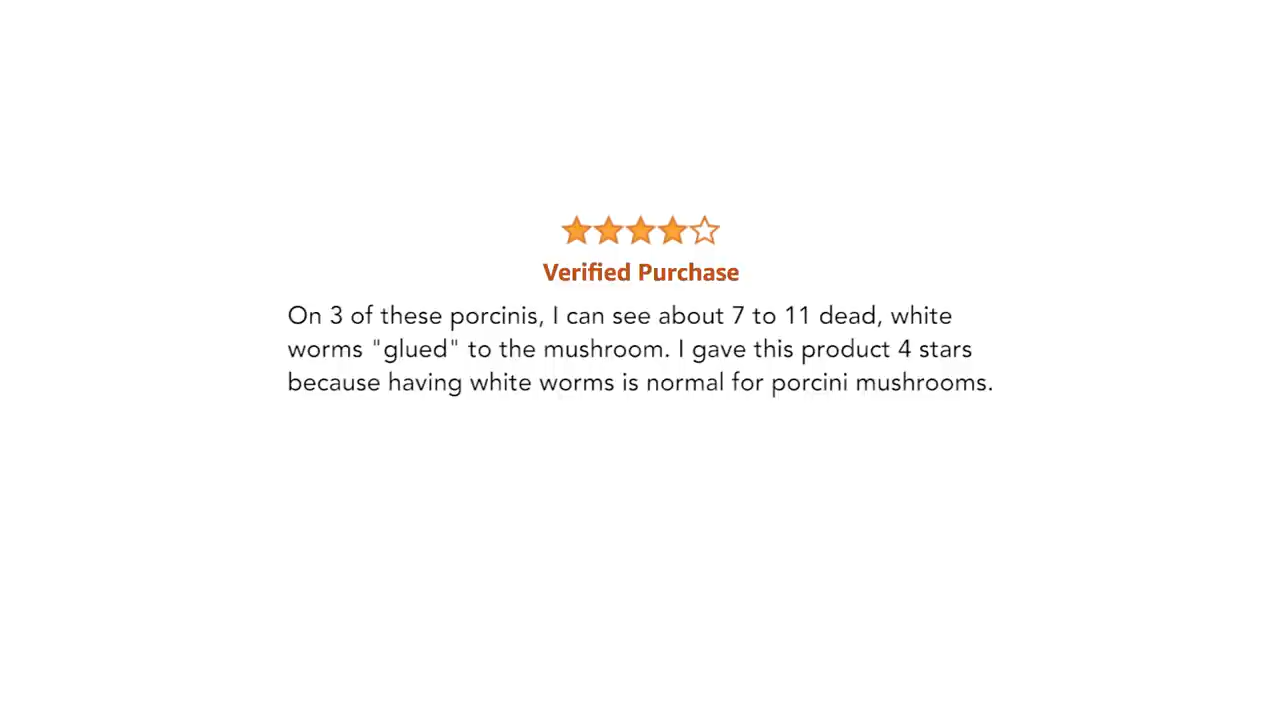 Verified Purchase
On 3 of these porcinis, I can see about 7 to 11 dead, white
worms "glued" to the mushroom. I gave this product 4 stars
because having white worms is normal for porcini mushrooms.